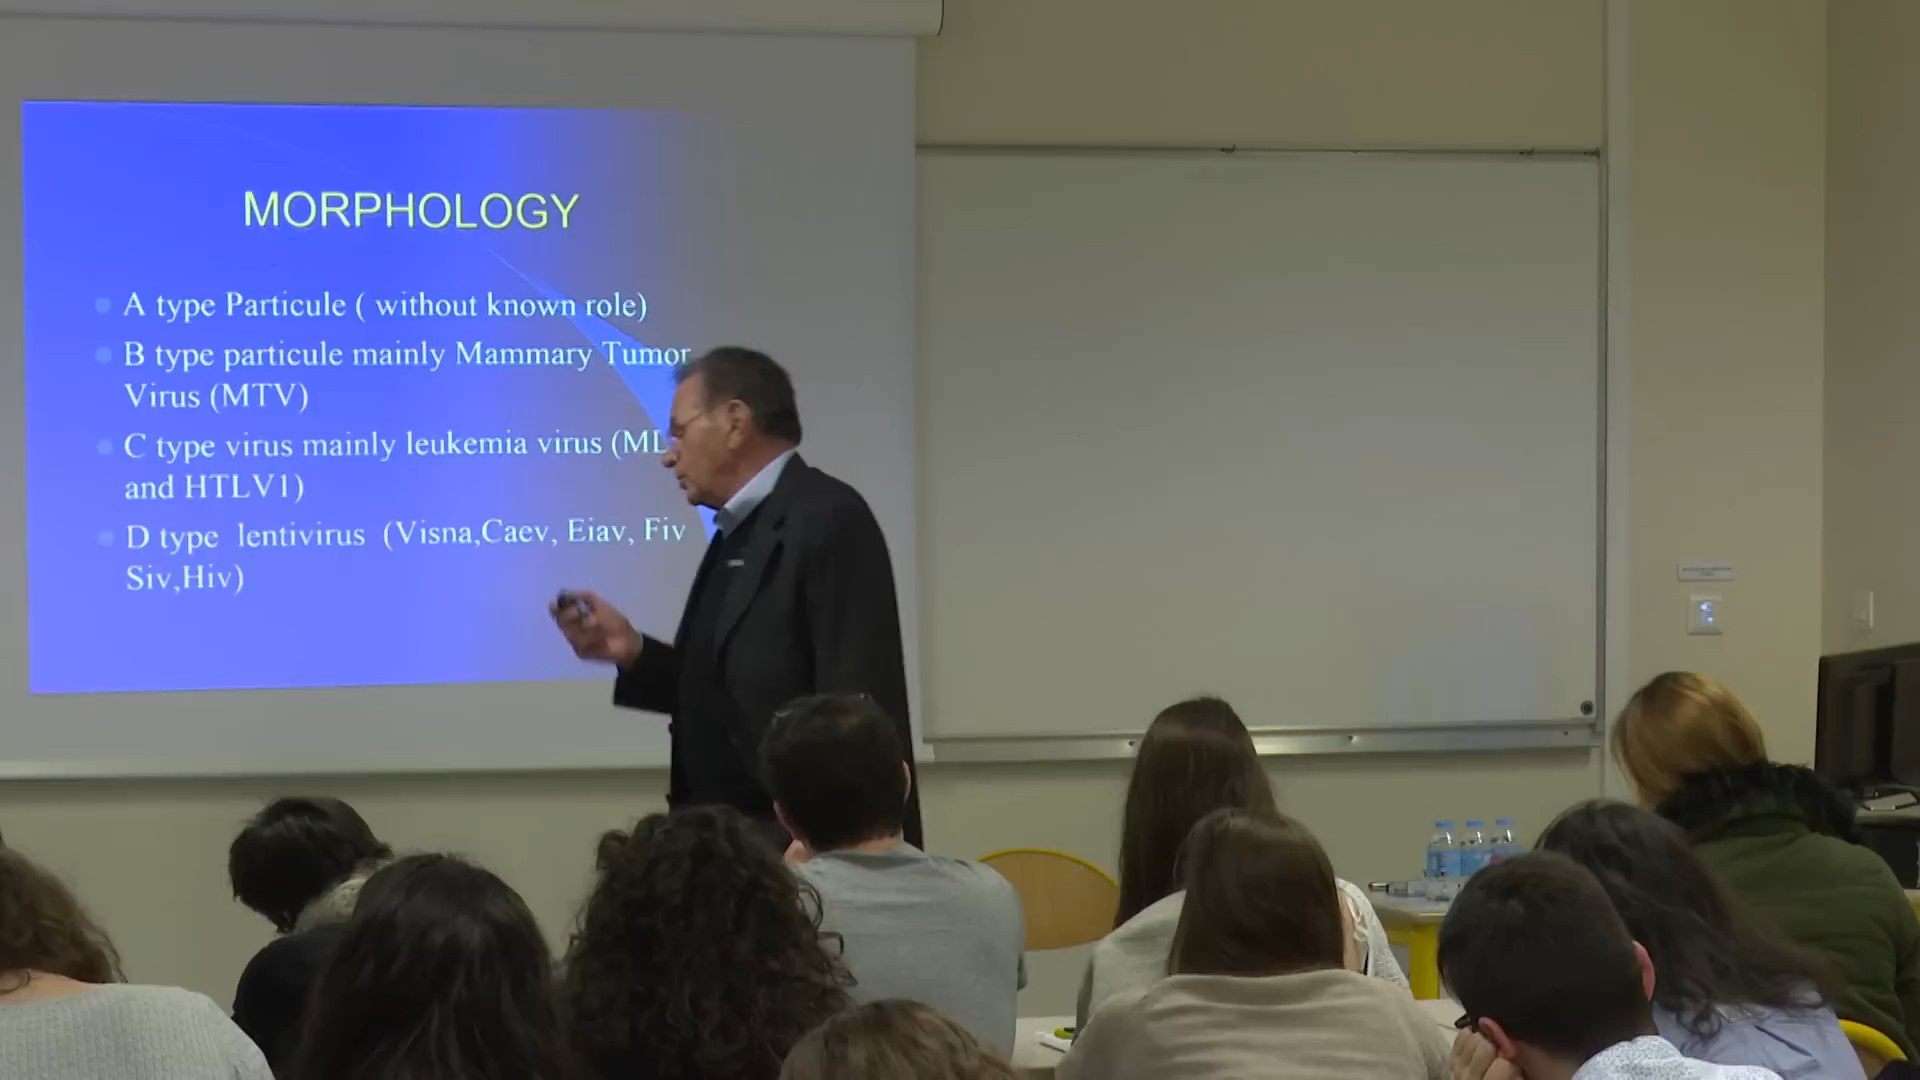 MORPHOLOGY
A type Particule ( without known role)
B type particule mainly Mammary Tumor
Virus (MTV)
C type virus mainly leukemia virus
and HTLV1)
D type lentivirus (Visna,Caev, Eiav, Fiv
Siv,Hiv)